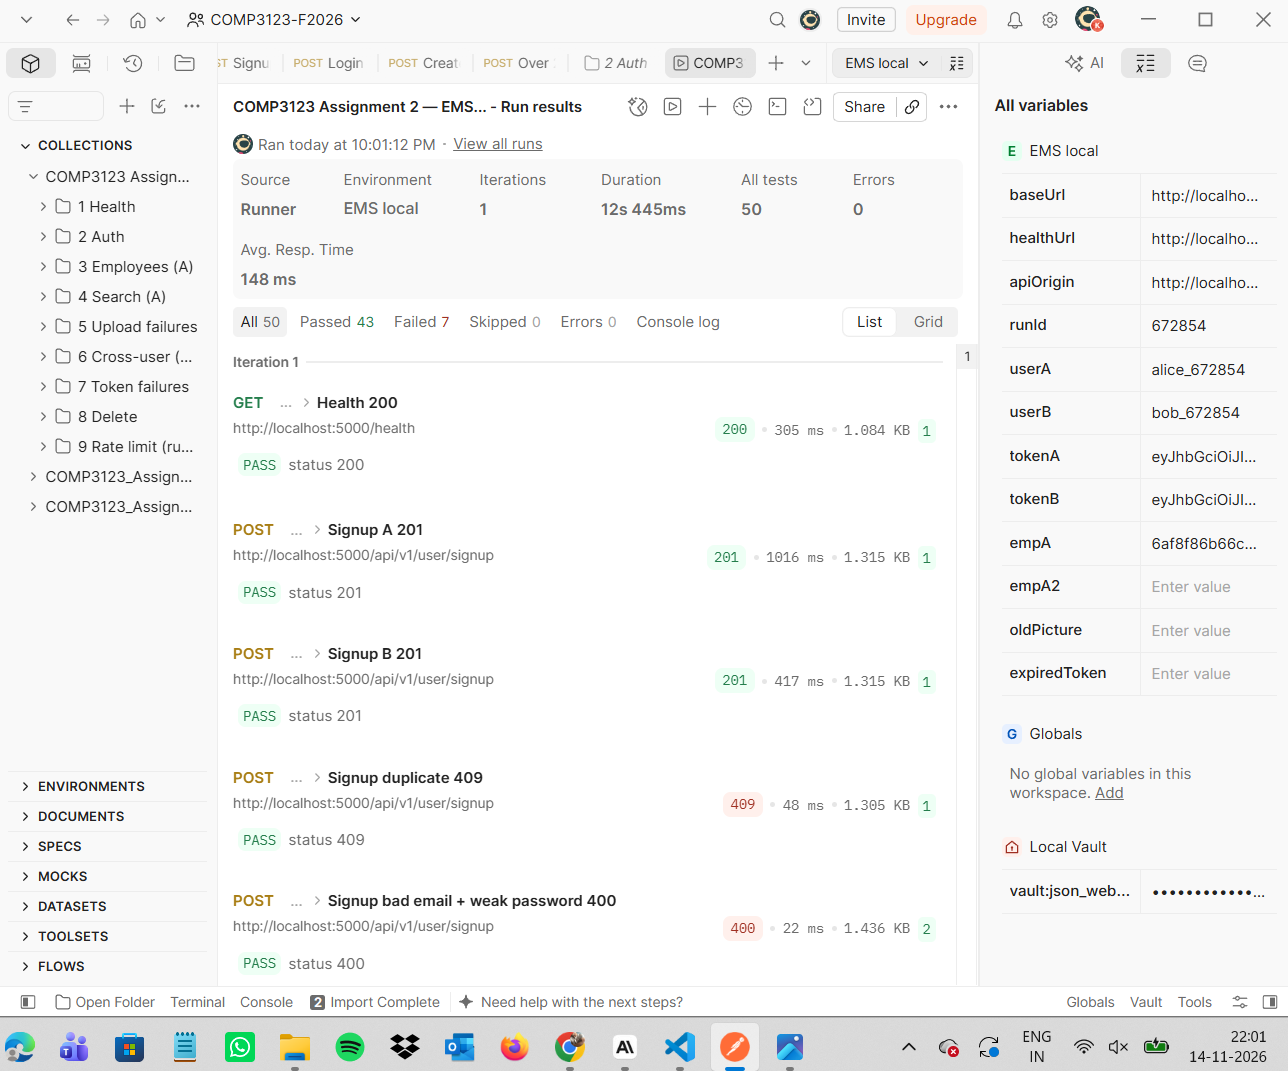 COMP3123-F2026
Invite
Upgrade
ST Signu
POST Login
POST Creat
POST Over
2 Auth
COMP3
EMS local
AI
COLLECTIONS
COMP3123 Assign...
1 Health
2 Auth
3 Employees (A)
4 Search (A)
5 Upload failures
6 Cross-user (...
7 Token failures
8 Delete
9 Rate limit (ru...
COMP3123_Assign...
COMP3123_Assign...
ENVIRONMENTS
DOCUMENTS
SPECS
MOCKS
DATASETS
TOOLSETS
FLOWS
COMP3123 Assignment 2 — EMS... - Run results
Share
Ran today at 10:01:12 PM · View all runs
Source Environment Iterations Duration All tests Errors
Runner EMS local 1 12s 445ms 50 0
Avg. Resp. Time
148 ms
All 50 Passed 43 Failed 7 Skipped 0 Errors 0 Console log List Grid
Iteration 1
1
GET ... > Health 200
http://localhost:5000/health
200 • 305 ms • 1.084 KB 1
PASS status 200
POST ... > Signup A 201
http://localhost:5000/api/v1/user/signup
201 • 1016 ms • 1.315 KB 1
PASS status 201
POST ... > Signup B 201
http://localhost:5000/api/v1/user/signup
201 • 417 ms • 1.315 KB 1
PASS status 201
POST ... > Signup duplicate 409
http://localhost:5000/api/v1/user/signup
409 • 48 ms • 1.305 KB 1
PASS status 409
POST ... > Signup bad email + weak password 400
http://localhost:5000/api/v1/user/signup
400 • 22 ms • 1.436 KB 2
PASS status 400
All variables
E EMS local
baseUrl http://localho...
healthUrl http://localho...
apiOrigin http://localho...
runId 672854
userA alice_672854
userB bob_672854
tokenA eyJhbGciOiJI...
tokenB eyJhbGciOiJI...
empA 6af8f86b66c...
empA2 Enter value
oldPicture Enter value
expiredToken Enter value
G Globals
No global variables in this
workspace. Add
Local Vault
vault:json_web... ••••••••••••...
Open Folder Terminal Console 2 Import Complete Need help with the next steps? Globals Vault Tools
ENG
IN
22:01
14-11-2026